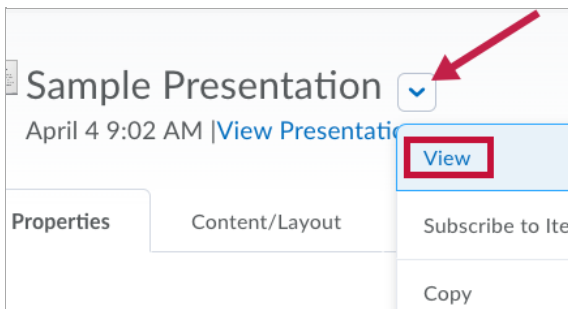 Sample Presentation
April 4 9:02 AM |View Presentatio
View
Properties
Content/Layout
Subscribe to Ite
Copy